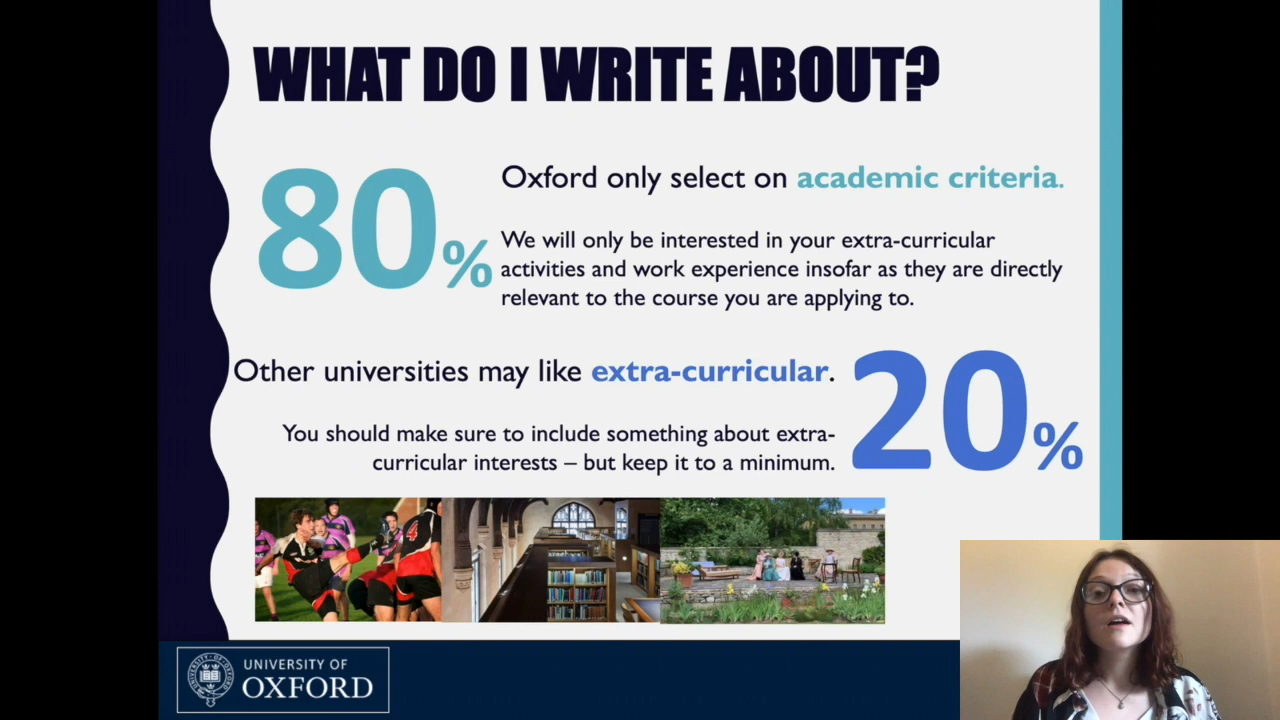 WHAT DO I WRITE ABOUT?
80%
Oxford only select on academic criteria.
We will only be interested in your extra-curricular
activities and work experience insofar as they are directly
relevant to the course you are applying to.
Other universities may like extra-curricular.
20%
You should make sure to include something about extra-
curricular interests – but keep it to a minimum.
4
UNIVERSITY OF
OXFORD